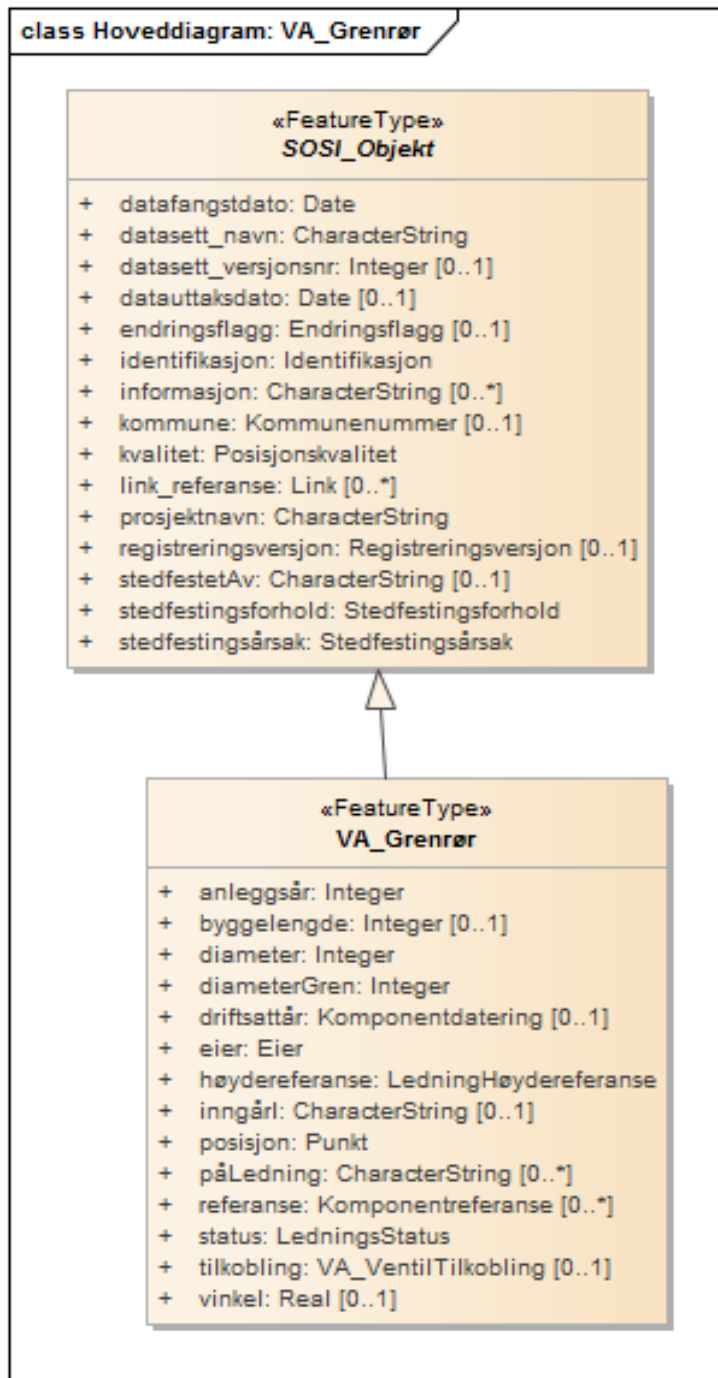 class Hoveddiagram: VA_Grenrør
«FeatureType»
SOSI_Objekt
+ datafangstdato: Date
+ datasett_navn: CharacterString
+ datasett_versjonsnr: Integer [0..1]
+ datauttaksdato: Date [0..1]
+ endringsflagg: Endringsflagg [0..1]
+ identifikasjon: Identifikasjon
+ informasjon: CharacterString [0..*]
+ kommune: Kommunenummer [0..1]
+ kvalitet: Posisjonskvalitet
+ link_referanse: Link [0..*]
+ prosjektnavn: CharacterString
+ registreringsversjon: Registreringsversjon [0..1]
+ stedfestetAv: CharacterString [0..1]
+ stedfestingsforhold: Stedfestingsforhold
+ stedfestingsårsak: Stedfestingsårsak
«FeatureType»
VA_Grenrør
+ anleggsår: Integer
+ byggelengde: Integer [0..1]
+ diameter: Integer
+ diameterGren: Integer
+ driftsattår: Komponentdatering [0..1]
+ eier: Eier
+ høydereferanse: LedningHøydereferanse
+ inngårI: CharacterString [0..1]
+ posisjon: Punkt
+ påLedning: CharacterString [0..*]
+ referanse: Komponentreferanse [0..*]
+ status: LedningsStatus
+ tilkobling: VA_VentilTilkobling [0..1]
+ vinkel: Real [0..1]